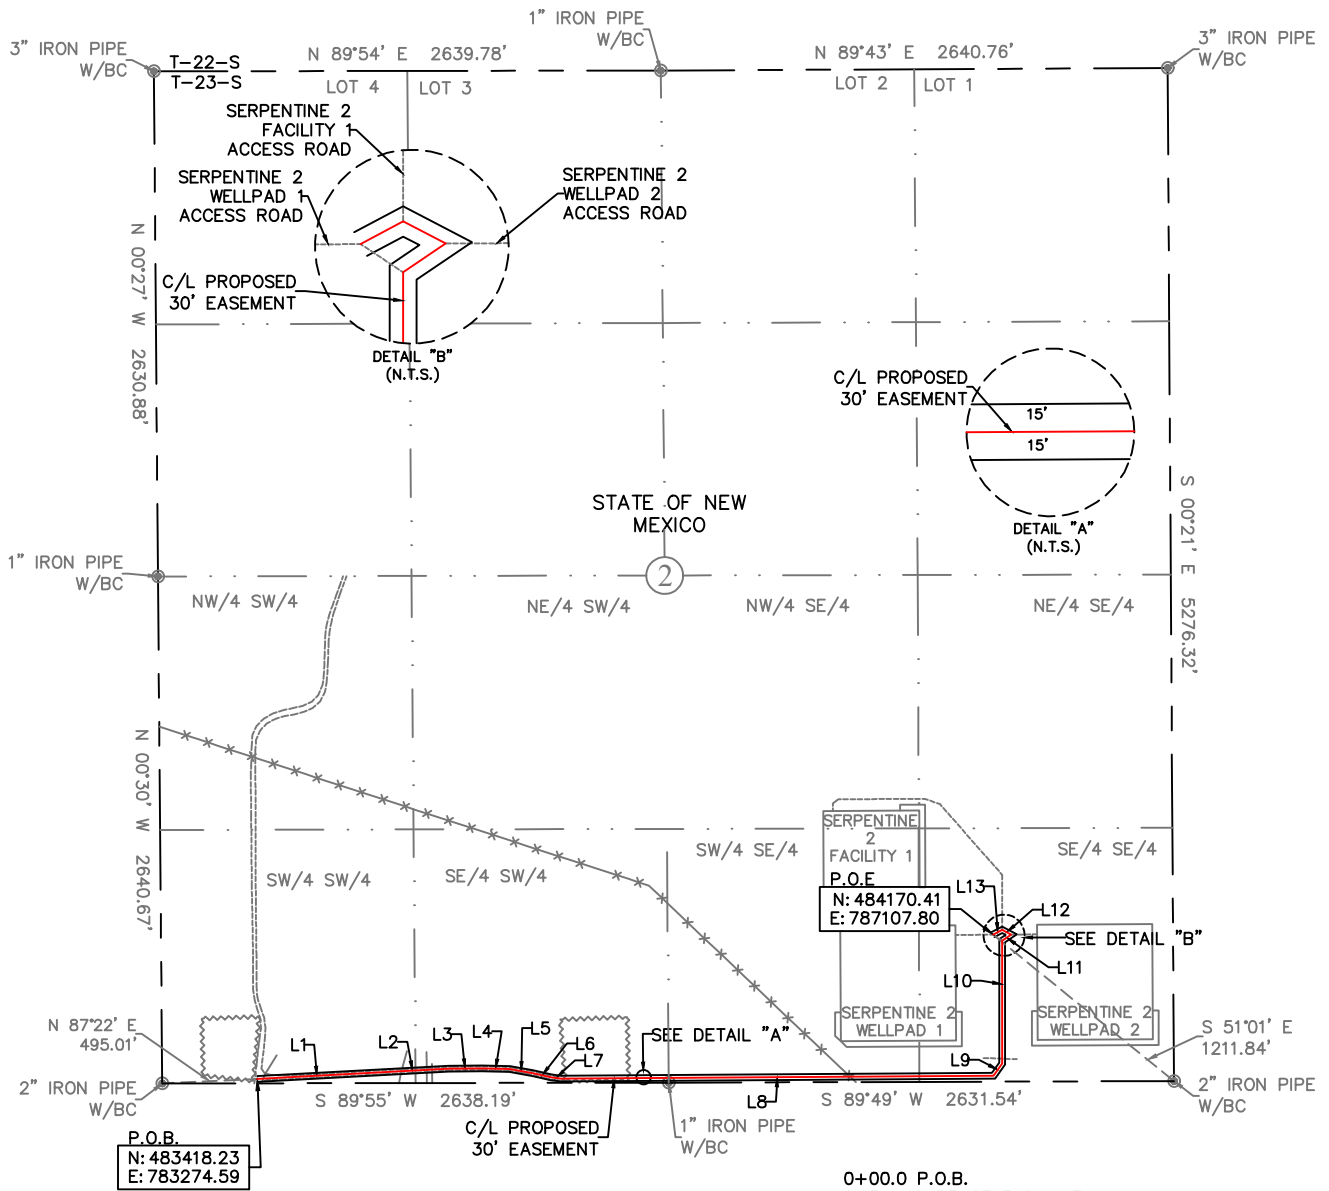 1" IRON PIPE
W/BC
3" IRON PIPE
W/BC
3" IRON PIPE
W/BC
T-22-S
T-23-S
N 89°54' E 2639.78'
N 89°43' E 2640.76'
LOT 4
LOT 3
LOT 2
LOT 1
SERPENTINE 2
FACILITY 1
ACCESS ROAD
SERPENTINE 2
WELLPAD 1
ACCESS ROAD
SERPENTINE 2
WELLPAD 2
ACCESS ROAD
C/L PROPOSED
30' EASEMENT
DETAIL "B"
(N.T.S.)
N 00°27' W 2630.88'
C/L PROPOSED
30' EASEMENT
15'
15'
DETAIL "A"
(N.T.S.)
STATE OF NEW
MEXICO
2
S 00°21' E 5276.32'
1" IRON PIPE
W/BC
NW/4 SW/4
NE/4 SW/4
NW/4 SE/4
NE/4 SE/4
N 00°30' W 2640.67'
SW/4 SW/4
SE/4 SW/4
SW/4 SE/4
SE/4 SE/4
SERPENTINE
2
FACILITY 1
P.O.E
N: 484170.41
E: 787107.80
L13
L12
SEE DETAIL "B"
L11
L10
SERPENTINE 2
WELLPAD 1
SERPENTINE 2
WELLPAD 2
N 87°22' E
495.01'
S 51°01' E
1211.84'
L1
L2
L3
L4
L5
L6
L7
SEE DETAIL "A"
L9
L8
2" IRON PIPE
W/BC
2" IRON PIPE
W/BC
S 89°55' W 2638.19'
S 89°49' W 2631.54'
C/L PROPOSED
30' EASEMENT
1" IRON PIPE
W/BC
P.O.B.
N: 483418.23
E: 783274.59
0+00.0 P.O.B.